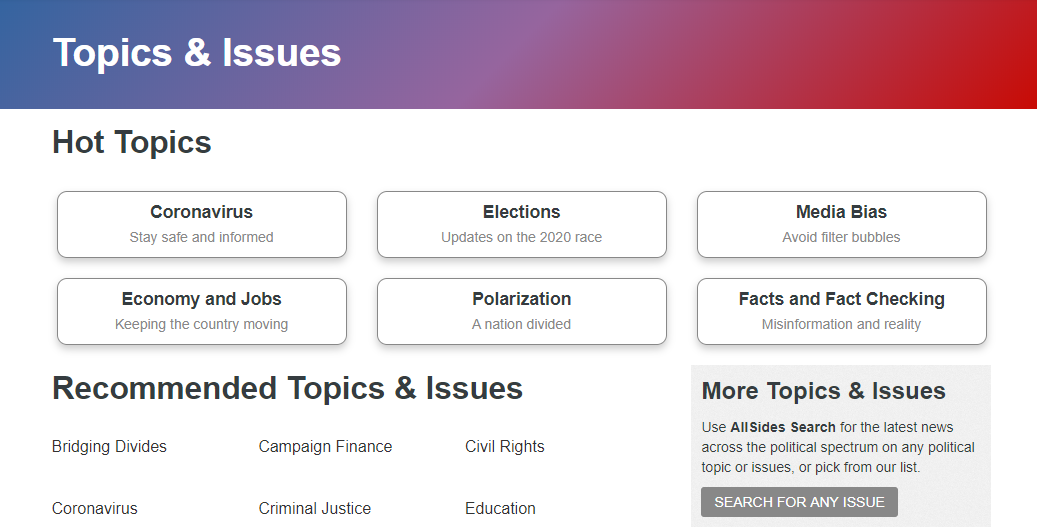 Topics & Issues
Hot Topics
Coronavirus
Stay safe and informed
Elections
Updates on the 2020 race
Media Bias
Avoid filter bubbles
Economy and Jobs
Keeping the country moving
Polarization
A nation divided
Facts and Fact Checking
Misinformation and reality
Recommended Topics & Issues
Bridging Divides
Campaign Finance
Civil Rights
Coronavirus
Criminal Justice
Education
More Topics & Issues
Use AllSides Search for the latest news
across the political spectrum on any political
topic or issues, or pick from our list.
SEARCH FOR ANY ISSUE